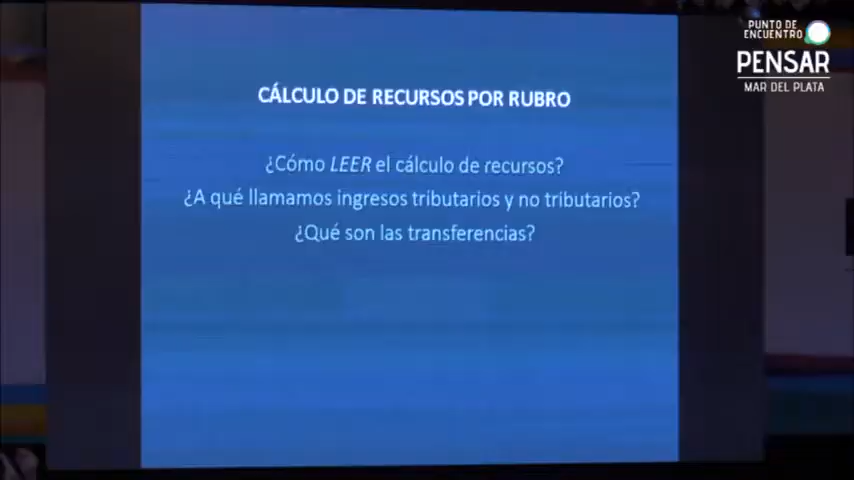 PUNTO DE
ENCUENTRO
PENSAR
MAR DEL PLATA
CÁLCULO DE RECURSOS POR RUBRO
¿Cómo LEER el cálculo de recursos?
¿A qué llamamos ingresos tributarios y no tributarios?
¿Qué son las transferencias?